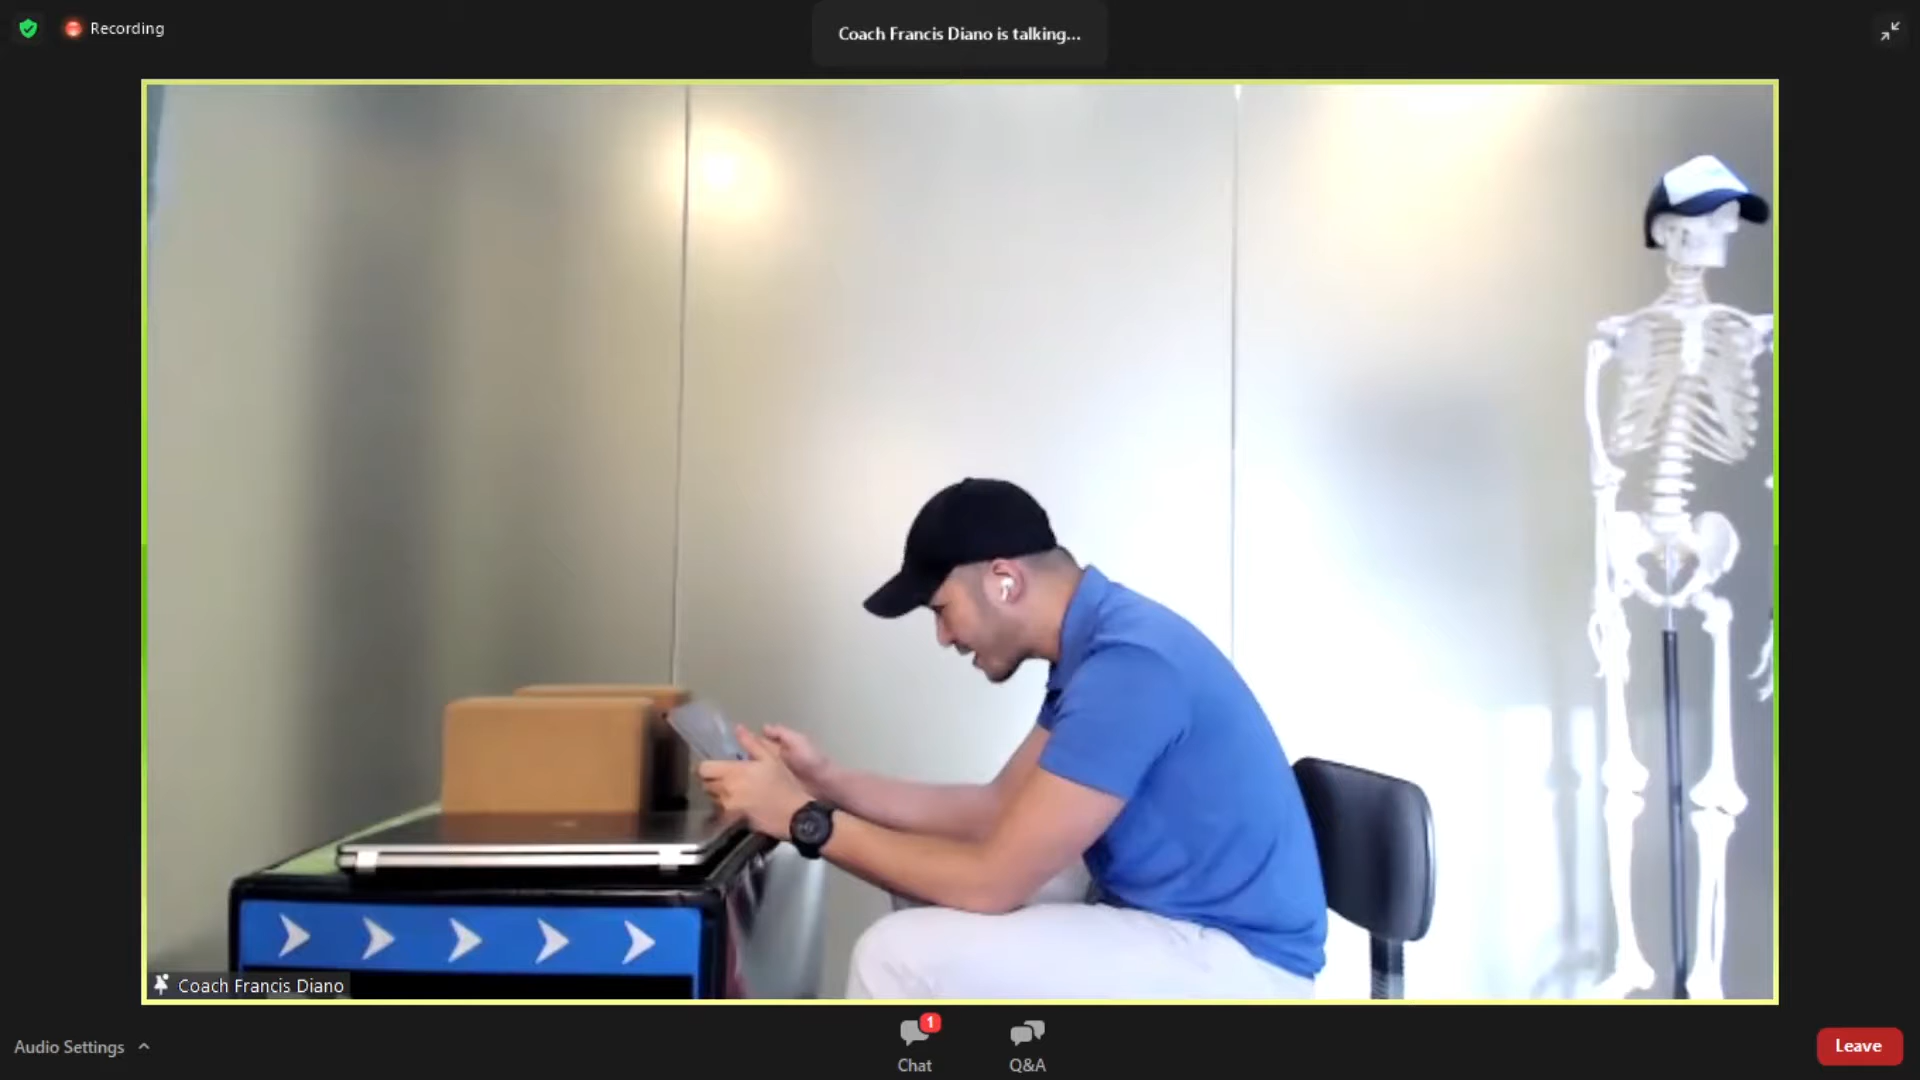 Recording
Coach Francis Diano is talking...
Coach Francis Diano
Audio Settings
1
Chat
Q&A
Leave